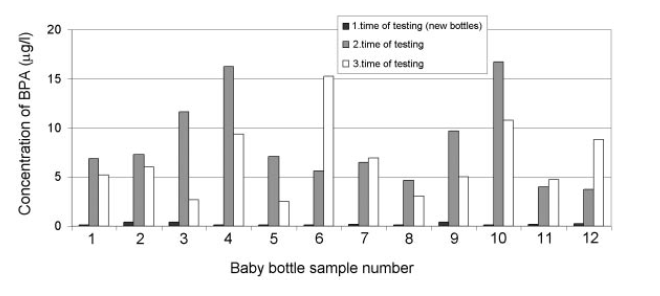 Concentration of BPA (µg/l)
20
15
10
5
0
1.time of testing (new bottles)
2.time of testing
3.time of testing
1 2 3 4 5 6 7 8 9 10 11 12
Baby bottle sample number